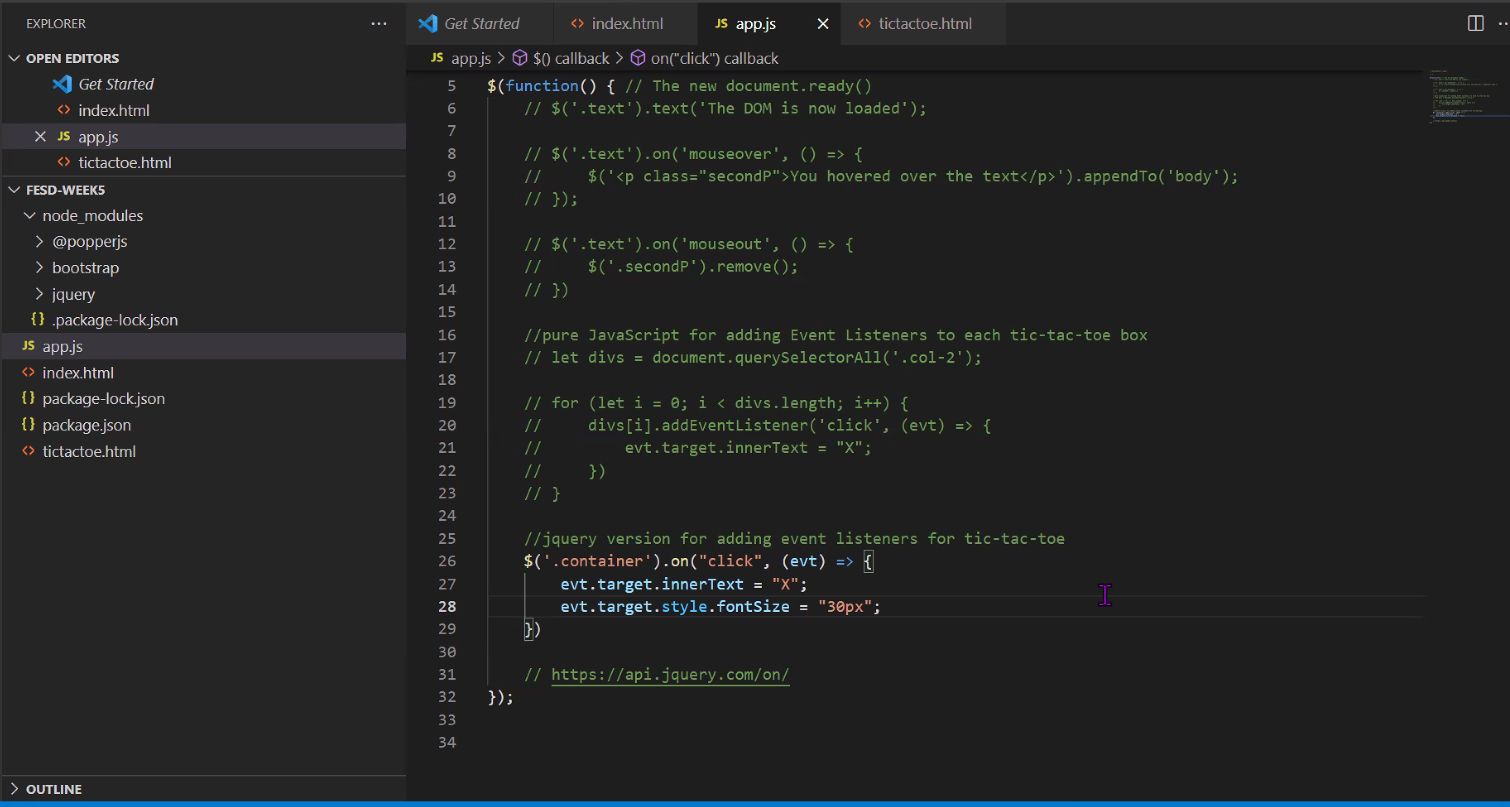 EXPLORER
OPEN EDITORS
Get Started
index.html
JS app.js
tictactoe.html
FESD-WEEK5
node_modules
@popperjs
bootstrap
jquery
{} .package-lock.json
JS app.js
index.html
{} package-lock.json
{} package.json
tictactoe.html
OUTLINE
Get Started index.html JS app.js tictactoe.html
JS app.js > $() callback > on("click") callback
5 $(function() { // The new document.ready()
6 // $('.text').text('The DOM is now loaded');
7
8 // $('.text').on('mouseover', () => {
9 // $('<p class="secondP">You hovered over the text</p>').appendTo('body');
10 // });
11
12 // $('.text').on('mouseout', () => {
13 // $('.secondP').remove();
14 // })
15
16 //pure JavaScript for adding Event Listeners to each tic-tac-toe box
17 // let divs = document.querySelectorAll('.col-2');
18
19 // for (let i = 0; i < divs.length; i++) {
20 // divs[i].addEventListener('click', (evt) => {
21 // evt.target.innerText = "X";
22 // })
23 // }
24
25 //jquery version for adding event listeners for tic-tac-toe
26 $('.container').on("click", (evt) => {
27 evt.target.innerText = "X";
28 evt.target.style.fontSize = "30px";
29 })
30
31 // https://api.jquery.com/on/
32 });
33
34